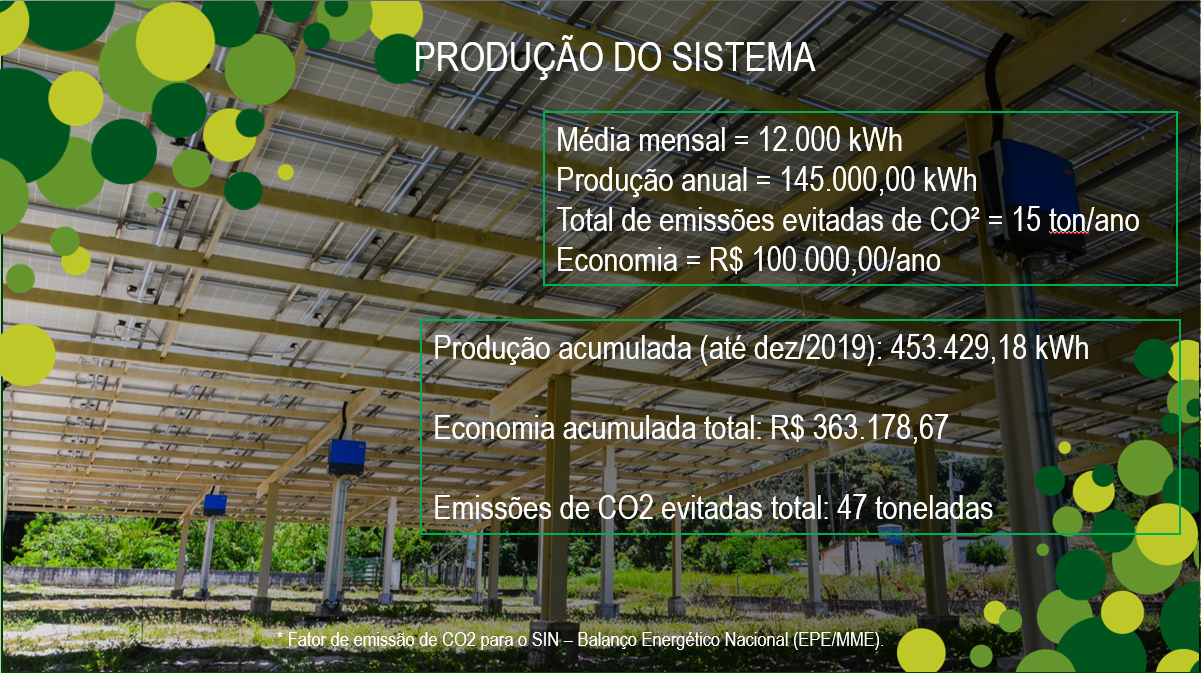 PRODUÇÃO DO SISTEMA
Média mensal = 12.000 kWh
Produção anual = 145.000,00 kWh
Total de emissões evitadas de CO² = 15 ton/ano
Economia = R$ 100.000,00/ano
Produção acumulada (até dez/2019): 453.429,18 kWh
Economia acumulada total: R$ 363.178,67
Emissões de CO2 evitadas total: 47 toneladas
* Fator de emissão de CO2 para o SIN – Balanço Energético Nacional (EPE/MME).